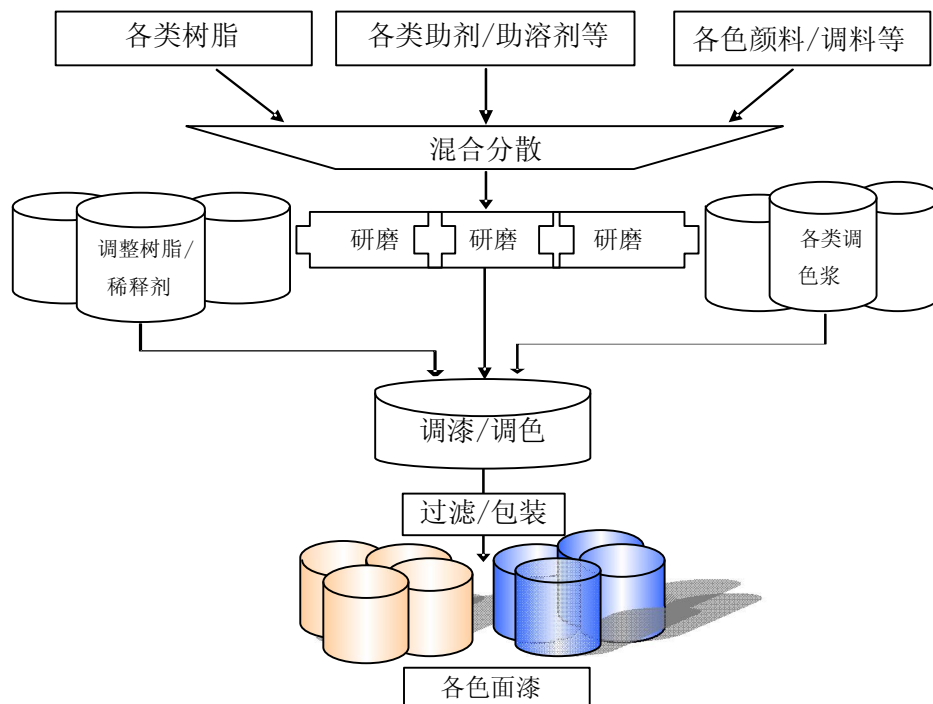 各类树脂
各类助剂/助溶剂等
各色颜料/调料等
混合分散
调整树脂/
稀释剂
研磨
研磨
研磨
各类调
色浆
调漆/调色
过滤/包装
各色面漆